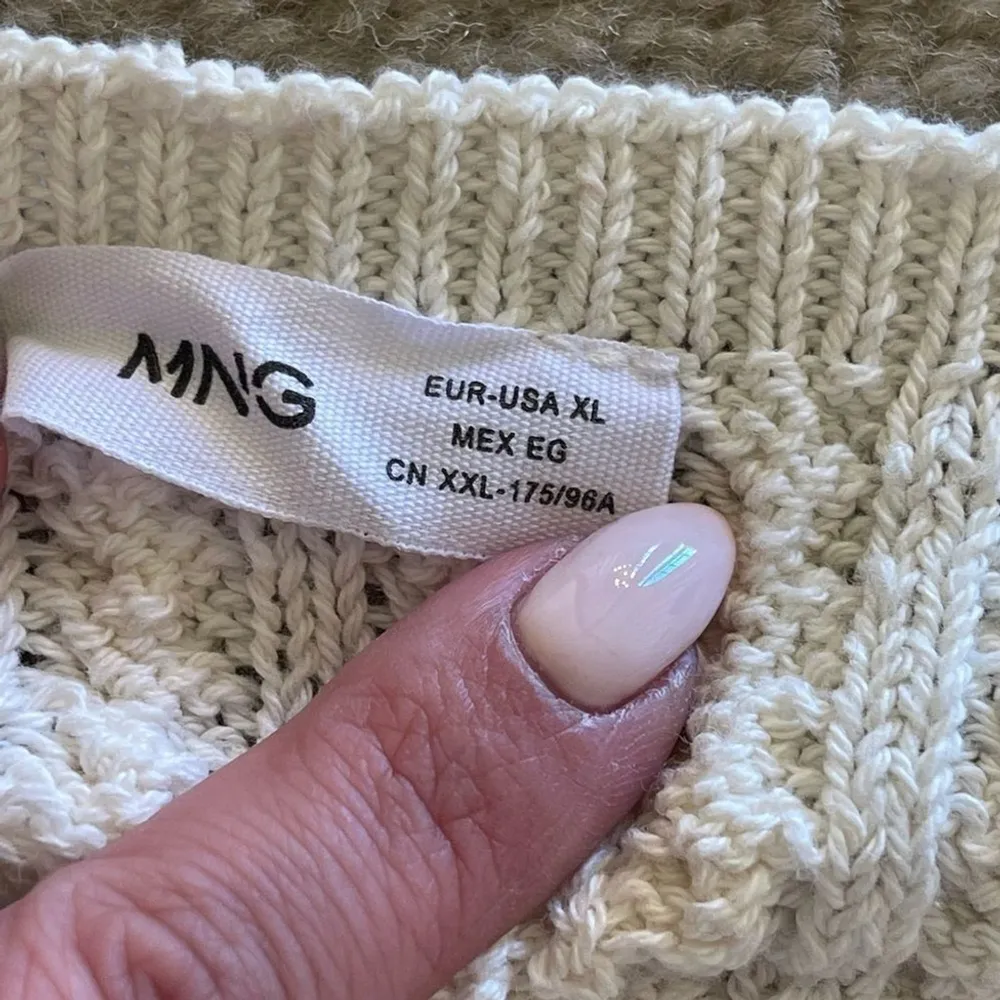 MNG
EUR-USA XL
MEX EG
CN XXL-175/96A